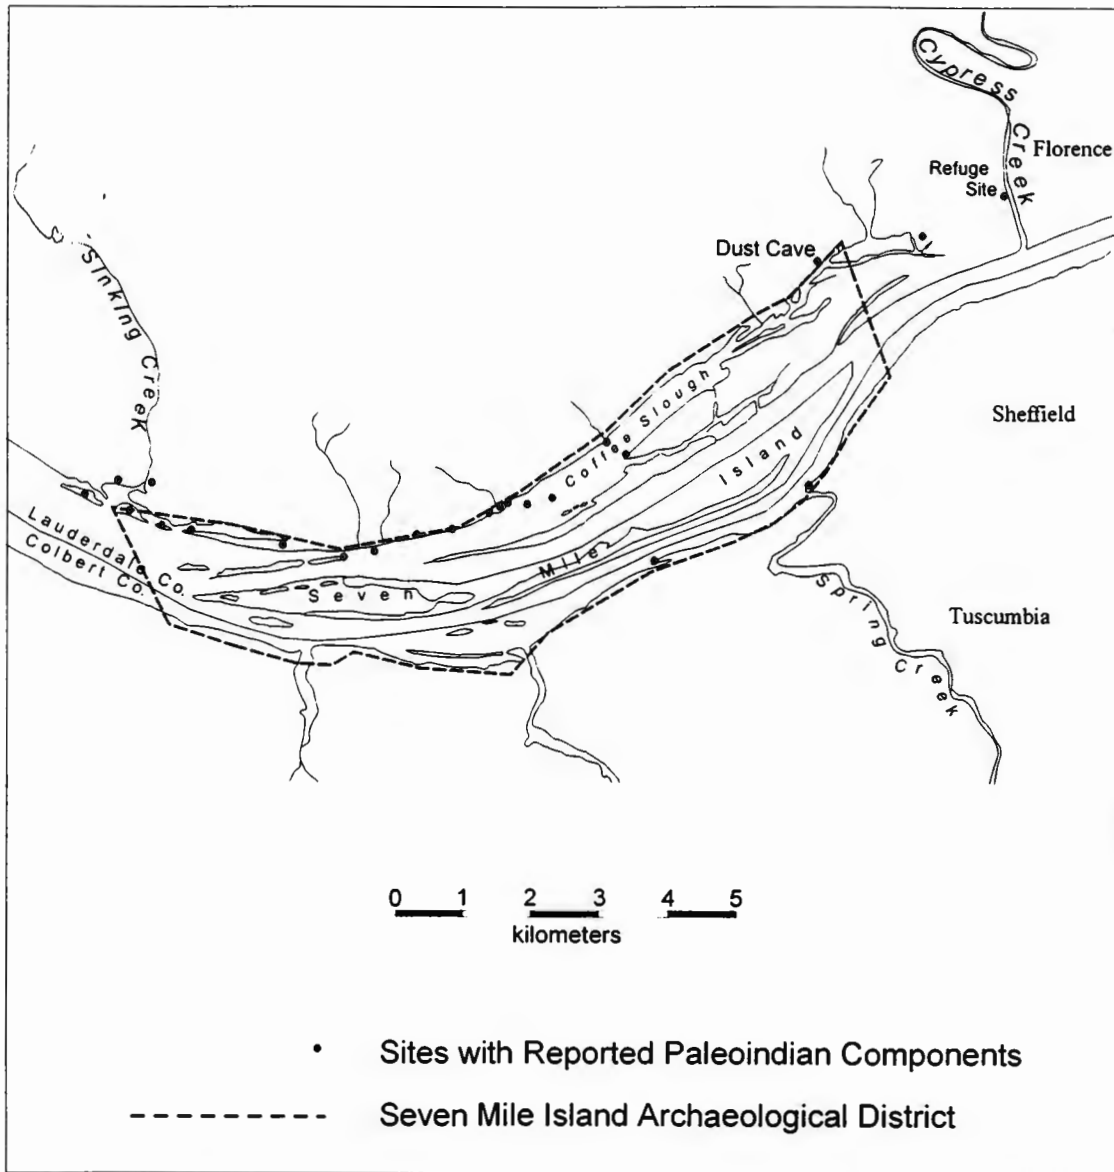 Cypress Creek
Florence
Refuge
Site
Dust Cave
Sinking Creek
Coffee Slough
Sheffield
Seven Mile Island
Lauderdale Co.
Colbert Co.
Spring Creek
Tuscumbia
0 1 2 3 4 5
kilometers
Sites with Reported Paleoindian Components
Seven Mile Island Archaeological District